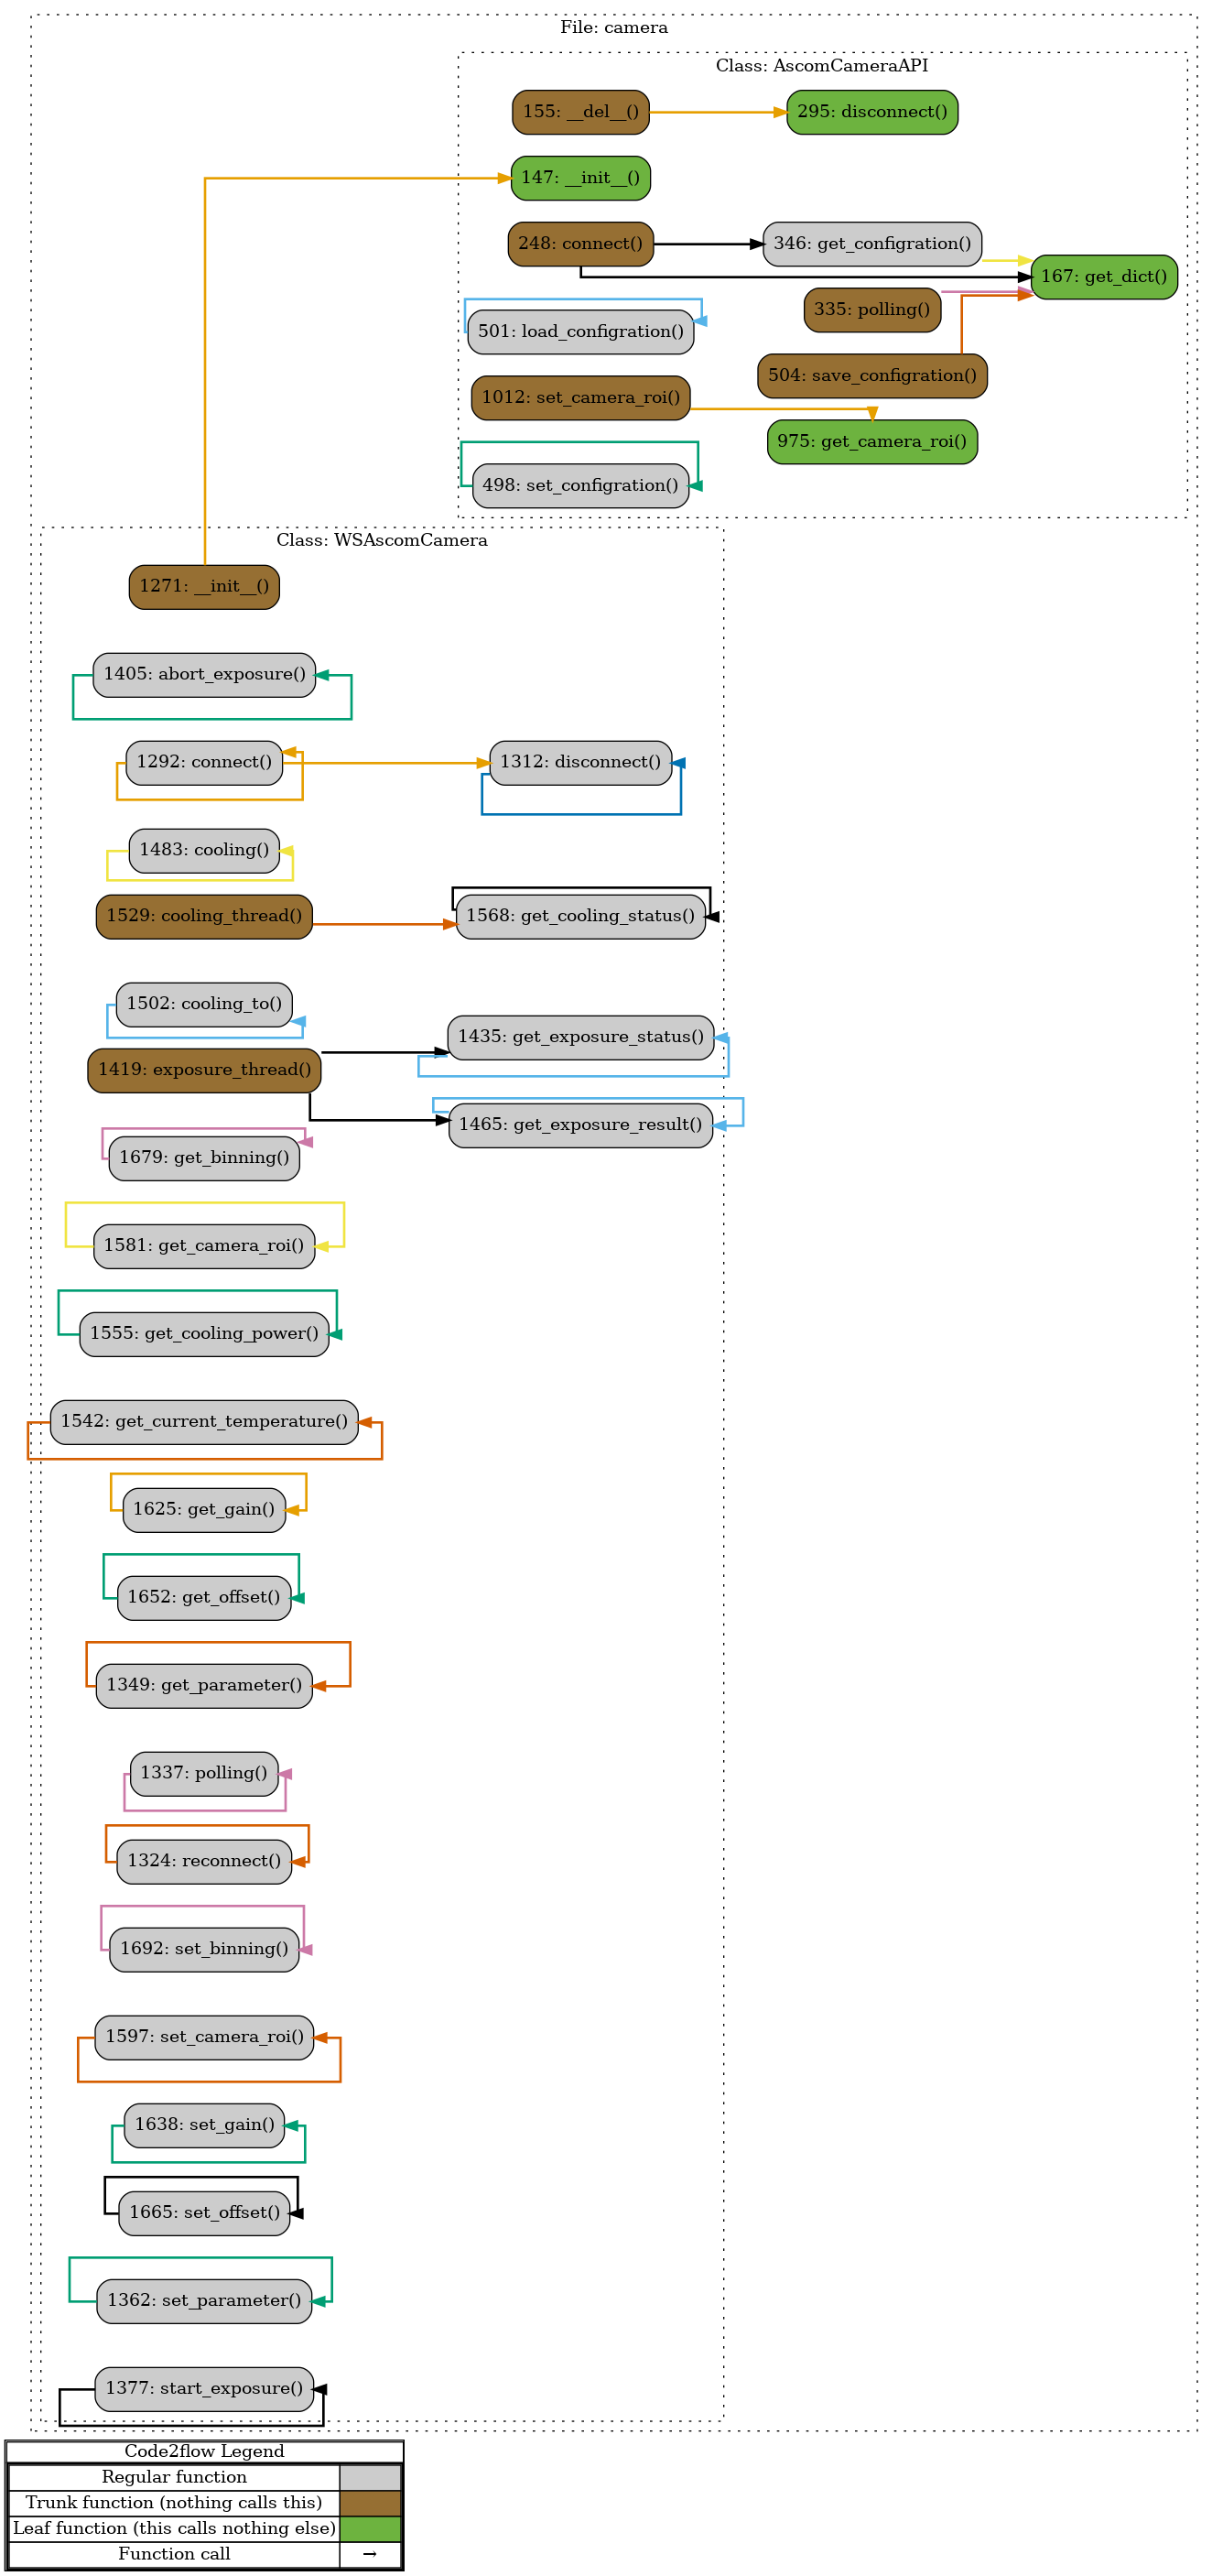 File: camera
Class: AscomCameraAPI
155: __del__()
295: disconnect()
147: __init__()
248: connect()
346: get_configration()
167: get_dict()
335: polling()
501: load_configration()
504: save_configration()
1012: set_camera_roi()
975: get_camera_roi()
498: set_configration()
Class: WSAscomCamera
1271: __init__()
1405: abort_exposure()
1292: connect()
1312: disconnect()
1483: cooling()
1529: cooling_thread()
1568: get_cooling_status()
1502: cooling_to()
1435: get_exposure_status()
1419: exposure_thread()
1465: get_exposure_result()
1679: get_binning()
1581: get_camera_roi()
1555: get_cooling_power()
1542: get_current_temperature()
1625: get_gain()
1652: get_offset()
1349: get_parameter()
1337: polling()
1324: reconnect()
1692: set_binning()
1597: set_camera_roi()
1638: set_gain()
1665: set_offset()
1362: set_parameter()
1377: start_exposure()
Code2flow Legend
Regular function
Trunk function (nothing calls this)
Leaf function (this calls nothing else)
Function call →